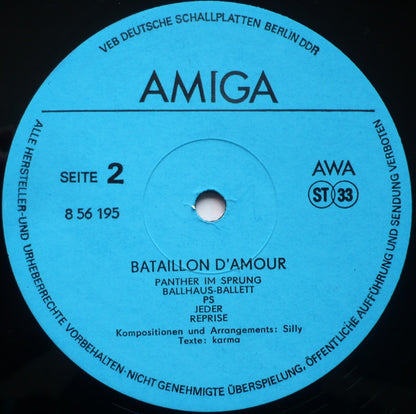 VEB DEUTSCHE SCHALLPLATTEN BERLIN DDR
AMIGA
SEITE 2
8 56 195
AWA
ST 33
BATAILLON D'AMOUR
PANTHER IM SPRUNG
BALLHAUS-BALLETT
PS
JEDER
REPRISE
Kompositionen und Arrangements: Silly
Texte: karma
ALLE HERSTELLER-UND URHEBERRECHTE VORBEHALTEN-NICHT GENEHMIGTE ÜBERSPIELUNG, ÖFFENTLICHE AUFFÜHRUNG UND SENDUNG VERBOTEN